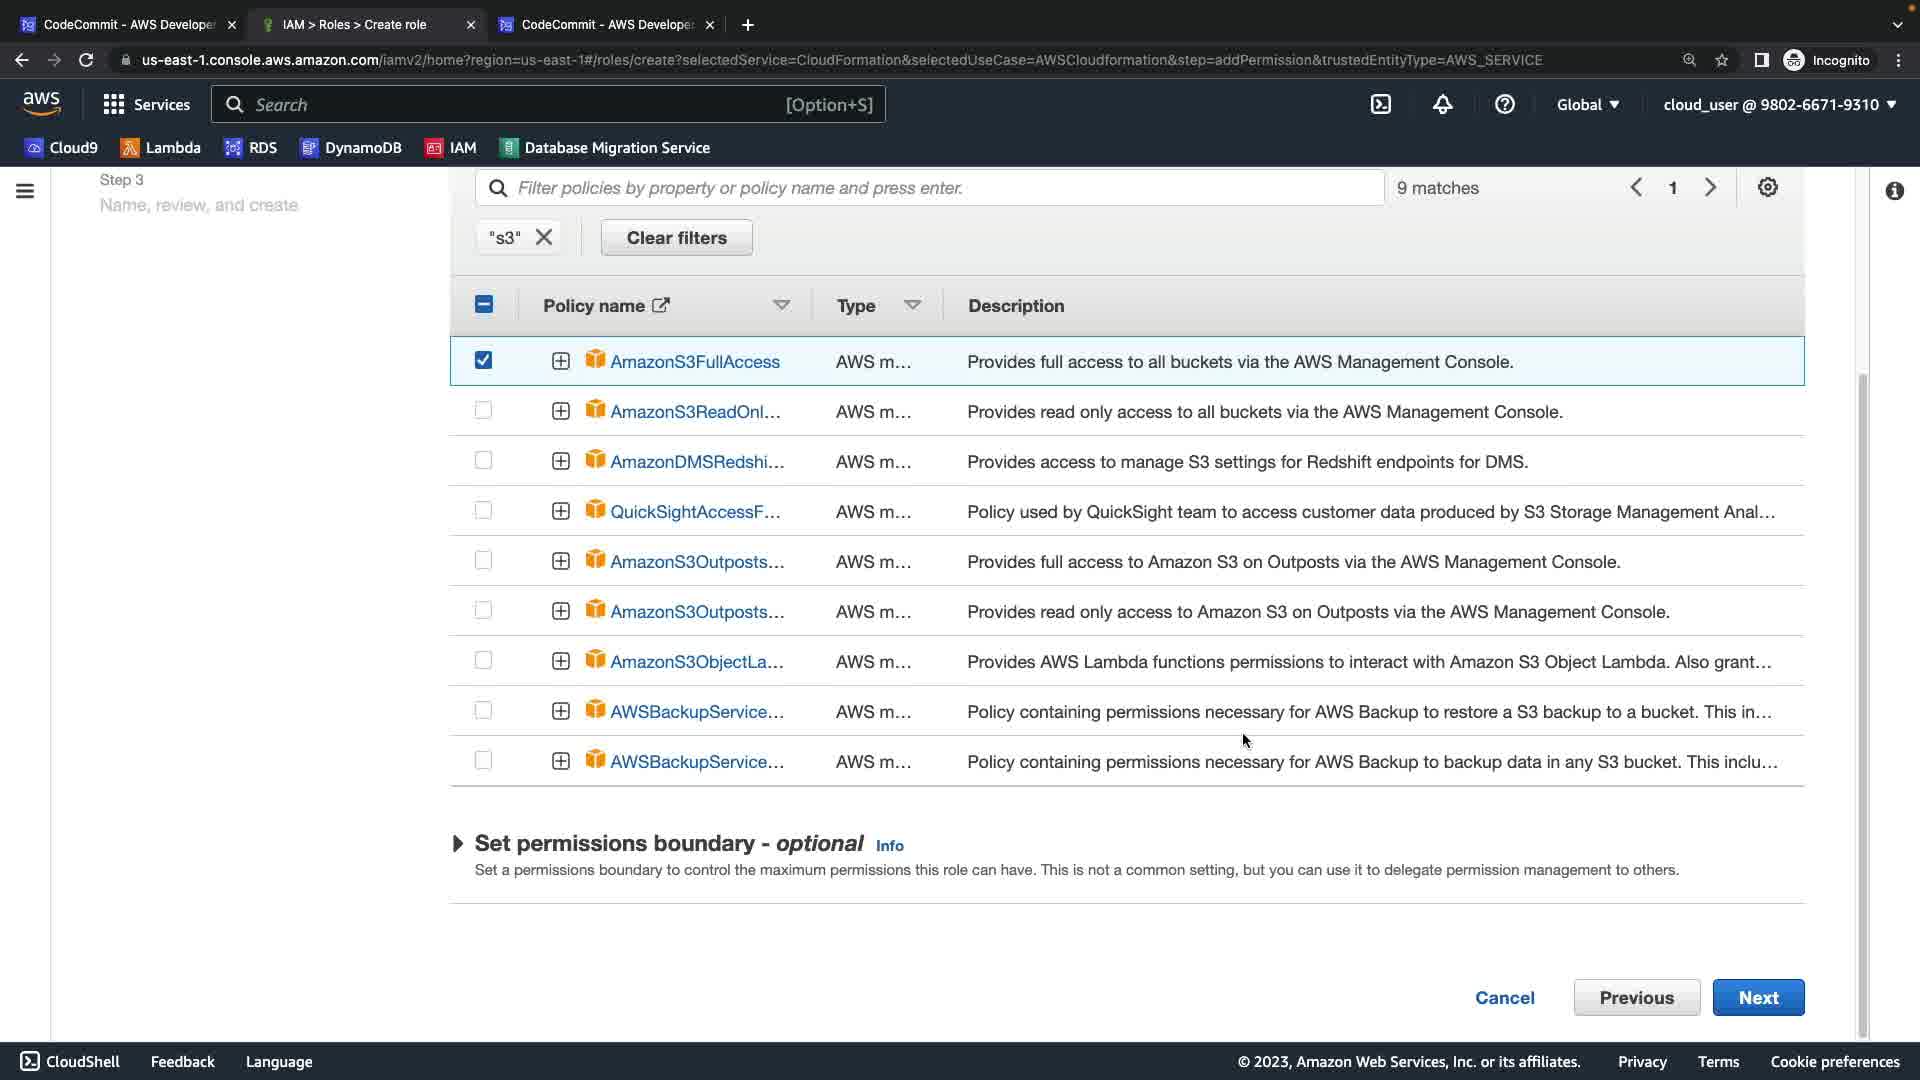 CodeCommit - AWS Develope
IAM > Roles > Create role
CodeCommit - AWS Develope
us-east-1.console.aws.amazon.com/iamv2/home?region=us-east-1#/roles/create?selectedService=CloudFormation&selectedUseCase=AWSCloudformation&step=addPermission&trustedEntityType=AWS_SERVICE
Incognito
aws
Services
Search
[Option+S]
Global
cloud_user @ 9802-6671-9310
Cloud9
Lambda
RDS
DynamoDB
IAM
Database Migration Service
Step 3
Name, review, and create
Filter policies by property or policy name and press enter.
9 matches
1
"s3"
Clear filters
Policy name
Type
Description
AmazonS3FullAccess AWS m... Provides full access to all buckets via the AWS Management Console.
AmazonS3ReadOnl... AWS m... Provides read only access to all buckets via the AWS Management Console.
AmazonDMSRedshi... AWS m... Provides access to manage S3 settings for Redshift endpoints for DMS.
QuickSightAccessF... AWS m... Policy used by QuickSight team to access customer data produced by S3 Storage Management Anal...
AmazonS3Outposts... AWS m... Provides full access to Amazon S3 on Outposts via the AWS Management Console.
AmazonS3Outposts... AWS m... Provides read only access to Amazon S3 on Outposts via the AWS Management Console.
AmazonS3ObjectLa... AWS m... Provides AWS Lambda functions permissions to interact with Amazon S3 Object Lambda. Also grant...
AWSBackupService... AWS m... Policy containing permissions necessary for AWS Backup to restore a S3 backup to a bucket. This in...
AWSBackupService... AWS m... Policy containing permissions necessary for AWS Backup to backup data in any S3 bucket. This inclu...
Set permissions boundary - optional Info
Set a permissions boundary to control the maximum permissions this role can have. This is not a common setting, but you can use it to delegate permission management to others.
Cancel
Previous
Next
CloudShell
Feedback
Language
© 2023, Amazon Web Services, Inc. or its affiliates.
Privacy
Terms
Cookie preferences